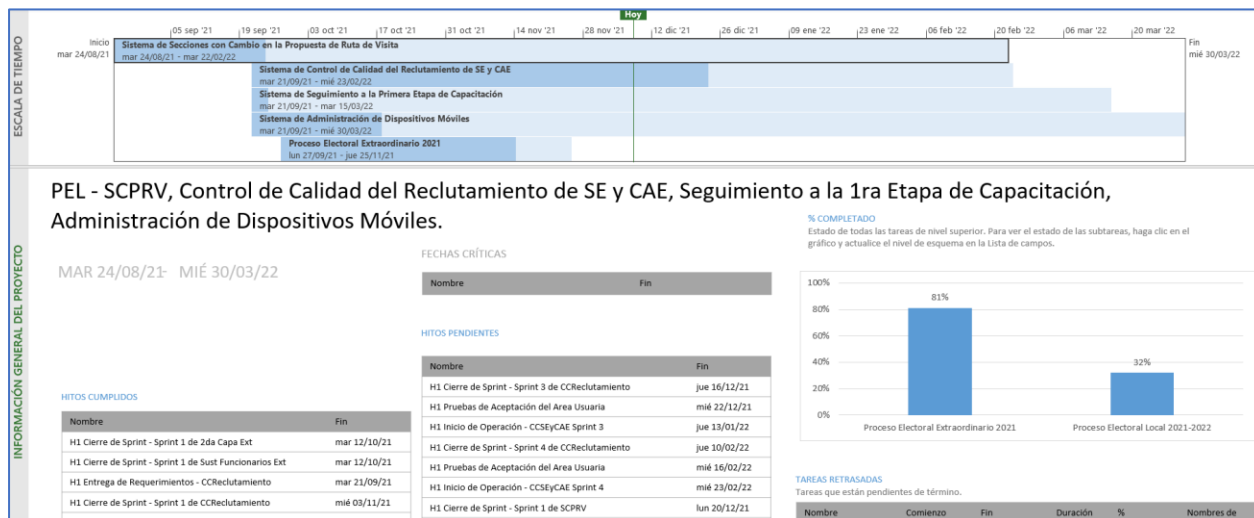 Hoy
05 sep '21 19 sep '21 03 oct '21 17 oct '21 31 oct '21 14 nov '21 28 nov '21 12 dic '21 26 dic '21 09 ene '22 23 ene '22 06 feb '22 20 feb '22 06 mar '22 20 mar '22
ESCALA DE TIEMPO
Inicio
mar 24/08/21
Sistema de Secciones con Cambio en la Propuesta de Ruta de Visita
mar 24/08/21 - mar 22/02/22
Fin
mié 30/03/22
Sistema de Control de Calidad del Reclutamiento de SE y CAE
mar 21/09/21 - mié 23/02/22
Sistema de Seguimiento a la Primera Etapa de Capacitación
mar 21/09/21 - mar 15/03/22
Sistema de Administración de Dispositivos Móviles
mar 21/09/21 - mié 30/03/22
Proceso Electoral Extraordinario 2021
lun 27/09/21 - jue 25/11/21
INFORMACIÓN GENERAL DEL PROYECTO
PEL - SCPRV, Control de Calidad del Reclutamiento de SE y CAE, Seguimiento a la 1ra Etapa de Capacitación,
Administración de Dispositivos Móviles.
MAR 24/08/21- MIÉ 30/03/22
HITOS CUMPLIDOS
Nombre Fin
H1 Cierre de Sprint - Sprint 1 de 2da Capa Ext mar 12/10/21
H1 Cierre de Sprint - Sprint 1 de Sust Funcionarios Ext mar 12/10/21
H1 Entrega de Requerimientos - CCReclutamiento mar 21/09/21
H1 Cierre de Sprint - Sprint 1 de CCReclutamiento mié 03/11/21
FECHAS CRÍTICAS
Nombre Fin
HITOS PENDIENTES
Nombre Fin
H1 Cierre de Sprint - Sprint 3 de CCReclutamiento jue 16/12/21
H1 Pruebas de Aceptación del Area Usuaria mié 22/12/21
H1 Inicio de Operación - CCSEyCAE Sprint 3 jue 13/01/22
H1 Cierre de Sprint - Sprint 4 de CCReclutamiento jue 10/02/22
H1 Pruebas de Aceptación del Area Usuaria mié 16/02/22
H1 Inicio de Operación - CCSEyCAE Sprint 4 mié 23/02/22
H1 Cierre de Sprint - Sprint 1 de SCPRV lun 20/12/21
% COMPLETADO
Estado de todas las tareas de nivel superior. Para ver el estado de las subtareas, haga clic en el
gráfico y actualice el nivel de esquema en la Lista de campos.
100%
80%
60%
40%
20%
0%
81%
32%
Proceso Electoral Extraordinario 2021 Proceso Electoral Local 2021-2022
TAREAS RETRASADAS
Tareas que están pendientes de término.
Nombre Comienzo Fin Duración % Nombres de